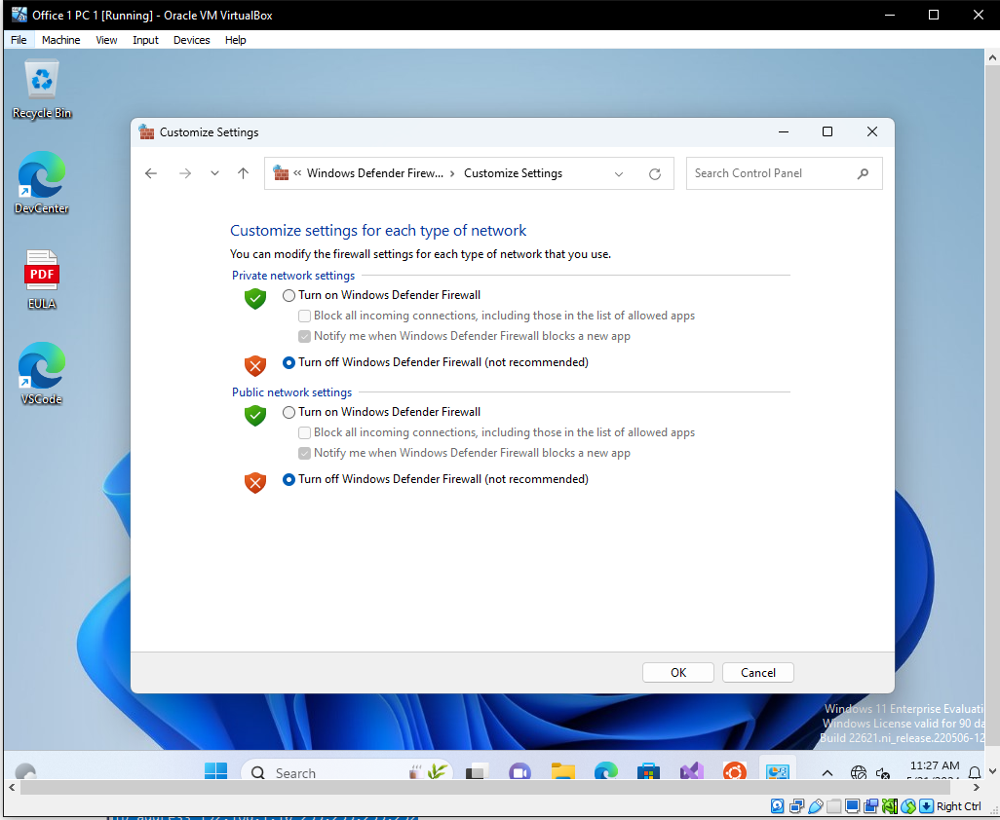 Office 1 PC 1 [Running] - Oracle VM VirtualBox
File Machine View Input Devices Help
Recycle Bin
Customize Settings
« Windows Defender Firew... › Customize Settings
Search Control Panel
DevCenter
Customize settings for each type of network
You can modify the firewall settings for each type of network that you use.
Private network settings
Turn on Windows Defender Firewall
Block all incoming connections, including those in the list of allowed apps
Notify me when Windows Defender Firewall blocks a new app
Turn off Windows Defender Firewall (not recommended)
PDF
EULA
Public network settings
Turn on Windows Defender Firewall
Block all incoming connections, including those in the list of allowed apps
Notify me when Windows Defender Firewall blocks a new app
Turn off Windows Defender Firewall (not recommended)
VSCode
OK Cancel
Windows 11 Enterprise Evaluati
Windows License valid for 90 da
Build 22621.ni_release.220506-12
Search
11:27 AM
Right Ctrl